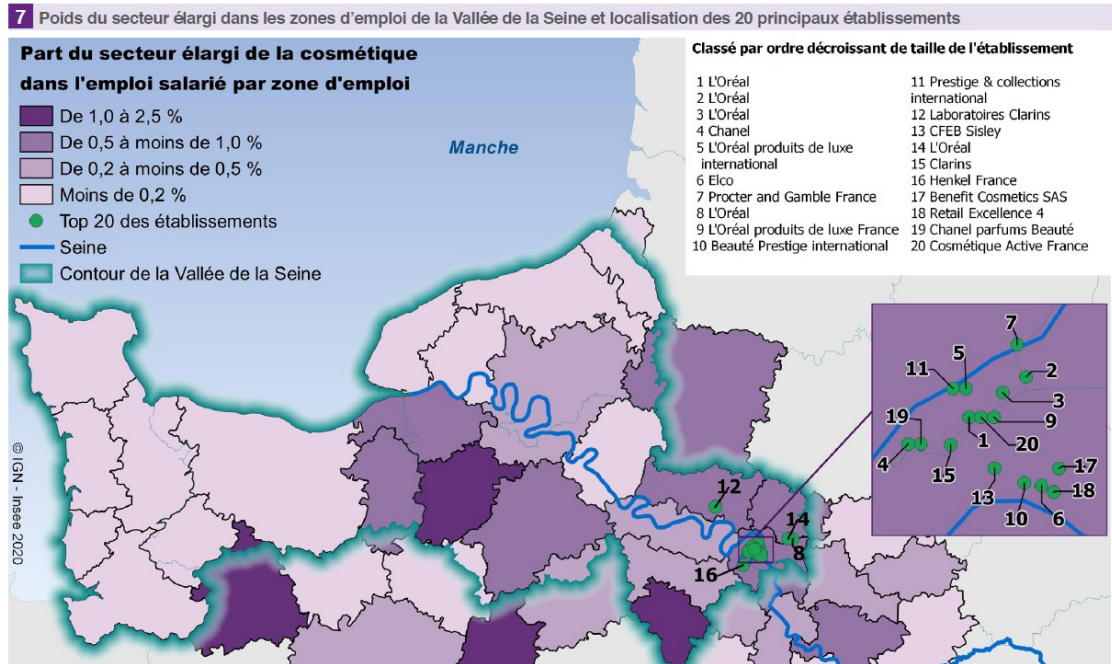 7 Poids du secteur élargi dans les zones d'emploi de la Vallée de la Seine et localisation des 20 principaux établissements
Part du secteur élargi de la cosmétique
dans l'emploi salarié par zone d'emploi
De 1,0 à 2,5 %
De 0,5 à moins de 1,0 %
De 0,2 à moins de 0,5 %
Moins de 0,2 %
Top 20 des établissements
Seine
Contour de la Vallée de la Seine
Manche
Classé par ordre décroissant de taille de l'établissement
1 L'Oréal
2 L'Oréal
3 L'Oréal
4 Chanel
5 L'Oréal produits de luxe
international
6 Elco
7 Procter and Gamble France
8 L'Oréal
9 L'Oréal produits de luxe France
10 Beauté Prestige international
11 Prestige & collections
international
12 Laboratoires Clarins
13 CFEB Sisley
14 L'Oréal
15 Clarins
16 Henkel France
17 Benefit Cosmetics SAS
18 Retail Excellence 4
19 Chanel parfums Beauté
20 Cosmétique Active France
7
5
11
2
3
19
9
4
15
1
20
17
13
10
6
18
12
14
8
16
© IGN - Insee 2020